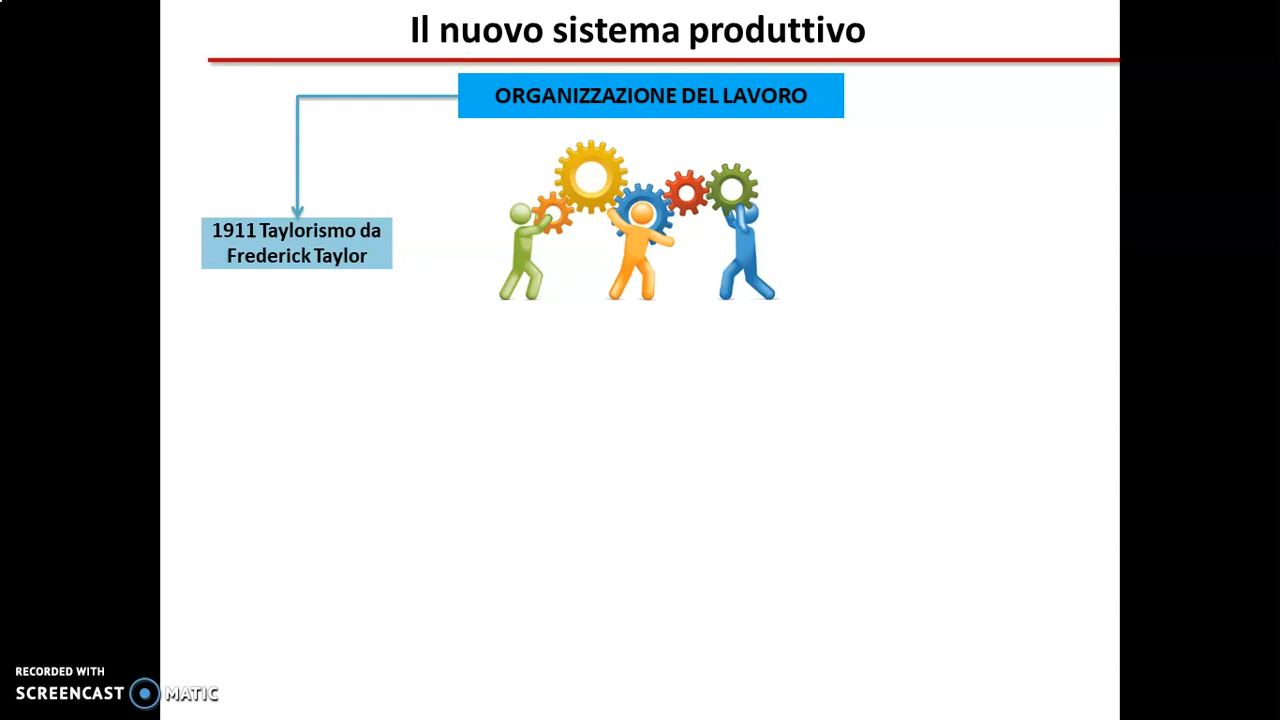 Il nuovo sistema produttivo
ORGANIZZAZIONE DEL LAVORO
1911 Taylorismo da
Frederick Taylor
RECORDED WITH
SCREENCAST MATIC